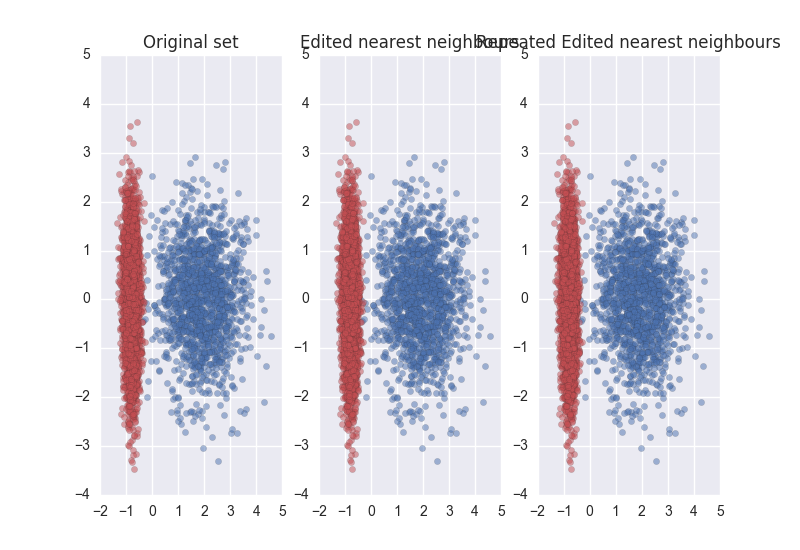 Original set
Edited nearest neighbours
Repeated Edited nearest neighbours
5 5 5
4 4 4
3 3 3
2 2 2
1 1 1
0 0 0
−1 −1 −1
−2 −2 −2
−3 −3 −3
−4 −4 −4
−2 −1 0 1 2 3 4 5 −2 −1 0 1 2 3 4 5 −2 −1 0 1 2 3 4 5